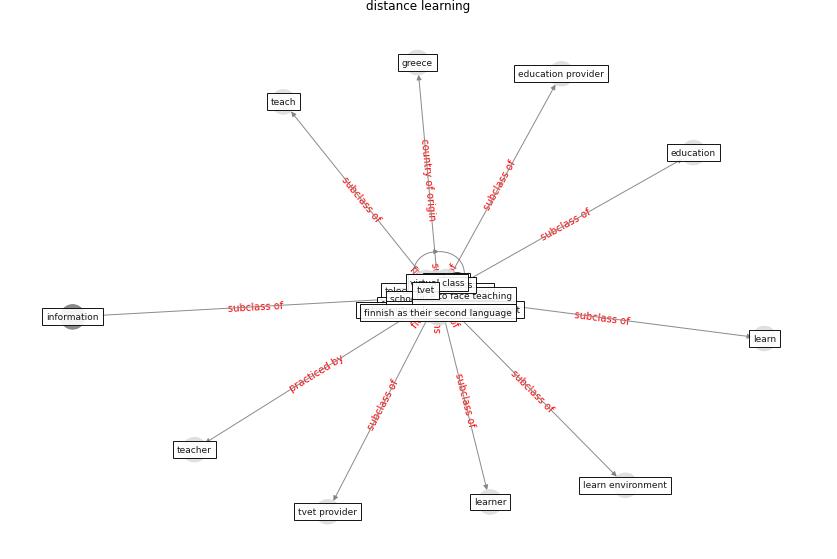 distance learning
greece
education provider
teach
education
country of origin
subclass of
subclass of
subclass of
virtual class
tvet
to face teaching
finnish as their second language
information
subclass of
subclass of
learn
practiced by
subclass of
subclass of
subclass of
teacher
learn environment
learner
tvet provider